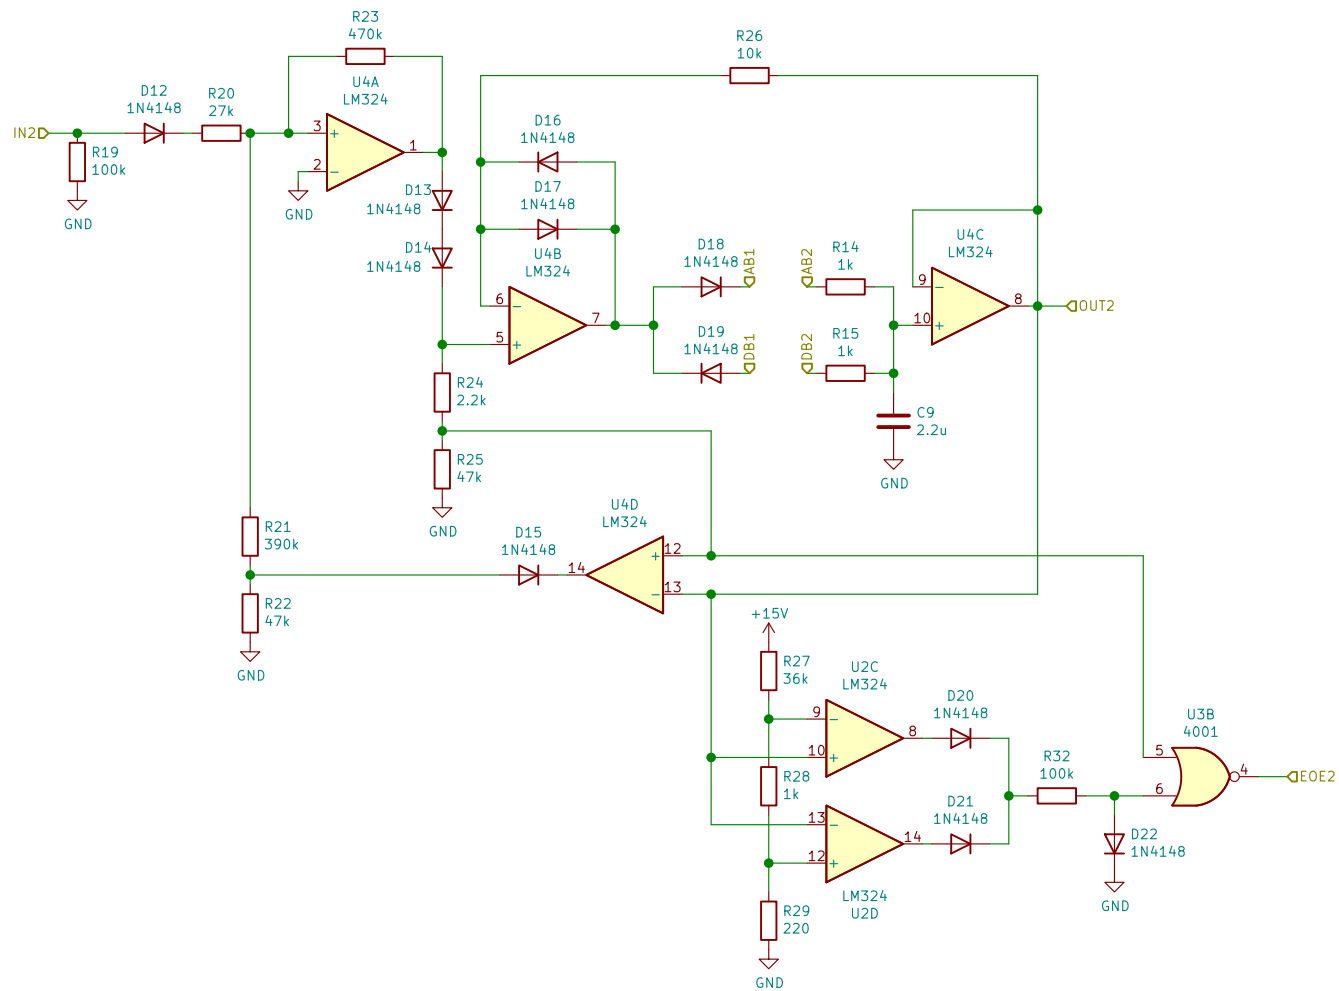 R23
470k
R26
10k
U4A
LM324
D12
1N4148
R20
27k
IN2
3
+
1
2
−
R19
100k
GND
GND
D16
1N4148
D13
1N4148
D17
1N4148
D14
1N4148
U4B
LM324
6
−
7
5
+
D18
1N4148
AB1
AB2
R14
1k
U4C
LM324
9
−
8
10
+
OUT2
D19
1N4148
DB1
DB2
R15
1k
R24
2.2k
C9
2.2u
GND
R25
47k
GND
U4D
LM324
D15
1N4148
14
12
+
13
−
R21
390k
R22
47k
GND
+15V
R27
36k
U2C
LM324
9
−
8
10
+
D20
1N4148
U3B
4001
5
4
6
EOE2
R28
1k
R32
100k
13
−
14
12
+
D21
1N4148
D22
1N4148
GND
LM324
U2D
R29
220
GND